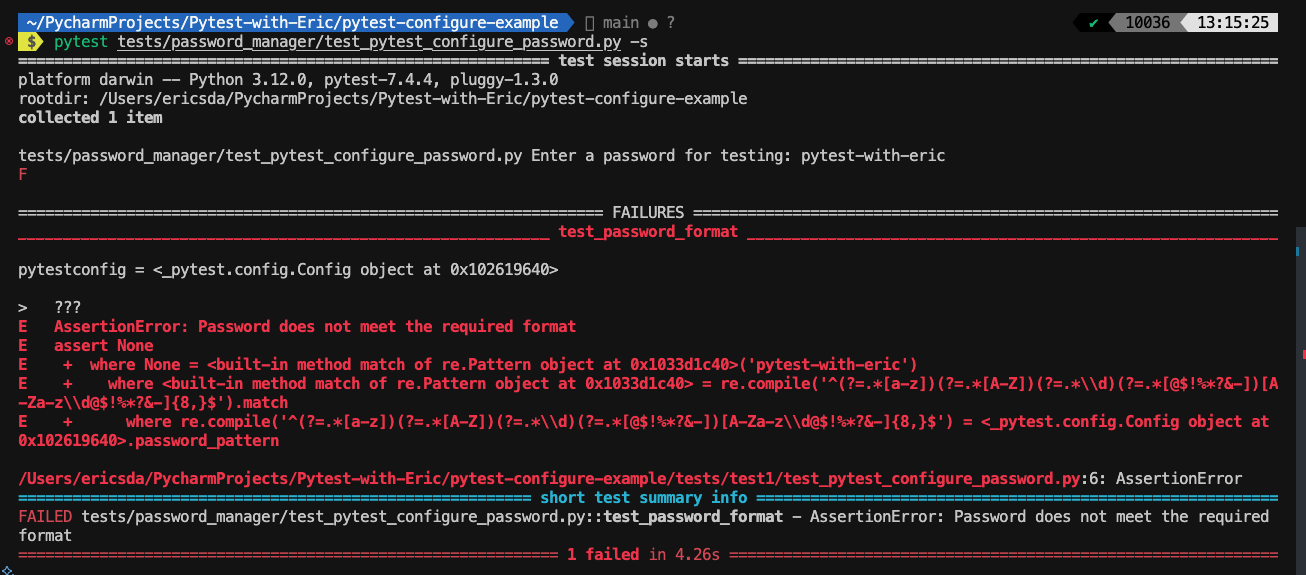 ~/PycharmProjects/Pytest-with-Eric/pytest-configure-example main ● ? ✔ 10036 13:15:25
$ pytest tests/password_manager/test_pytest_configure_password.py -s
============================================================ test session starts ============================================================
platform darwin -- Python 3.12.0, pytest-7.4.4, pluggy-1.3.0
rootdir: /Users/ericsda/PycharmProjects/Pytest-with-Eric/pytest-configure-example
collected 1 item
tests/password_manager/test_pytest_configure_password.py Enter a password for testing: pytest-with-eric
F
================================================================= FAILURES =================================================================
___________________________________________________________ test_password_format ___________________________________________________________
pytestconfig = <_pytest.config.Config object at 0x102619640>
>   ???
E   AssertionError: Password does not meet the required format
E   assert None
E    +  where None = <built-in method match of re.Pattern object at 0x1033d1c40>('pytest-with-eric')
E    +    where <built-in method match of re.Pattern object at 0x1033d1c40> = re.compile('^(?=.*[a-z])(?=.*[A-Z])(?=.*\\d)(?=.*[@$!%*?&-])[A
-Za-z\\d@$!%*?&-]{8,}$').match
E    +      where re.compile('^(?=.*[a-z])(?=.*[A-Z])(?=.*\\d)(?=.*[@$!%*?&-])[A-Za-z\\d@$!%*?&-]{8,}$') = <_pytest.config.Config object at
0x102619640>.password_pattern
/Users/ericsda/PycharmProjects/Pytest-with-Eric/pytest-configure-example/tests/test1/test_pytest_configure_password.py:6: AssertionError
========================================================= short test summary info ==========================================================
FAILED tests/password_manager/test_pytest_configure_password.py::test_password_format - AssertionError: Password does not meet the required
format
============================================================ 1 failed in 4.26s =============================================================